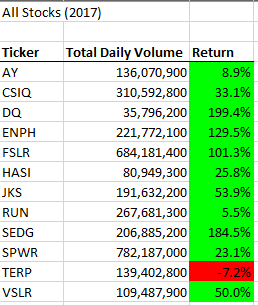 All Stocks (2017)
Ticker Total Daily Volume Return
AY 136,070,900 8.9%
CSIQ 310,592,800 33.1%
DQ 35,796,200 199.4%
ENPH 221,772,100 129.5%
FSLR 684,181,400 101.3%
HASI 80,949,300 25.8%
JKS 191,632,200 53.9%
RUN 267,681,300 5.5%
SEDG 206,885,200 184.5%
SPWR 782,187,000 23.1%
TERP 139,402,800 -7.2%
VSLR 109,487,900 50.0%